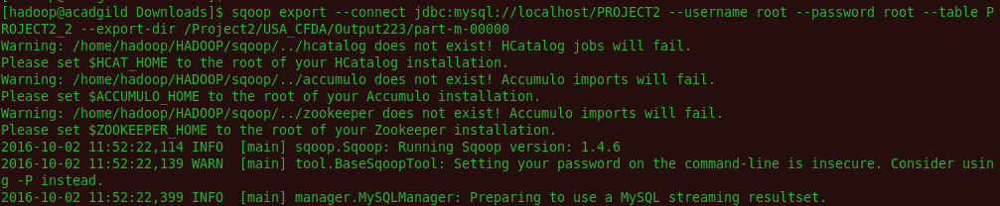 [hadoop@acadgild Downloads]$ sqoop export --connect jdbc:mysql://localhost/PROJECT2 --username root --password root --table P
ROJECT2_2 --export-dir /Project2/USA_CFDA/Output223/part-m-00000
Warning: /home/hadoop/HADOOP/sqoop/../hcatalog does not exist! HCatalog jobs will fail.
Please set $HCAT_HOME to the root of your HCatalog installation.
Warning: /home/hadoop/HADOOP/sqoop/../accumulo does not exist! Accumulo imports will fail.
Please set $ACCUMULO_HOME to the root of your Accumulo installation.
Warning: /home/hadoop/HADOOP/sqoop/../zookeeper does not exist! Accumulo imports will fail.
Please set $ZOOKEEPER_HOME to the root of your Zookeeper installation.
2016-10-02 11:52:22,114 INFO  [main] sqoop.Sqoop: Running Sqoop version: 1.4.6
2016-10-02 11:52:22,139 WARN  [main] tool.BaseSqoopTool: Setting your password on the command-line is insecure. Consider usin
g -P instead.
2016-10-02 11:52:22,399 INFO  [main] manager.MySQLManager: Preparing to use a MySQL streaming resultset.